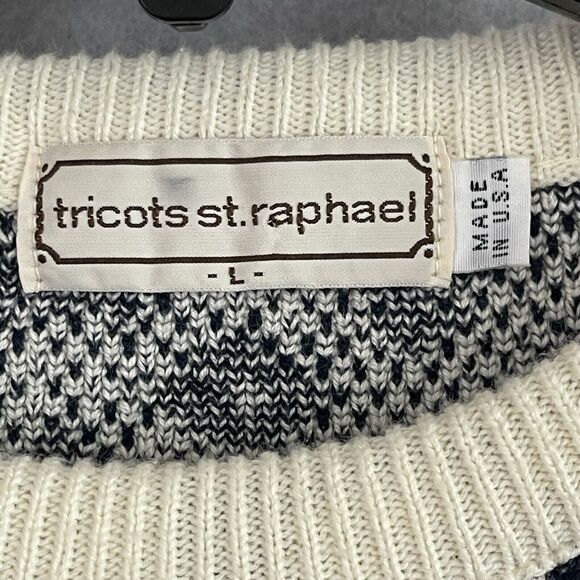 tricots st.raphael
- L -
MADE
IN U.S.A.